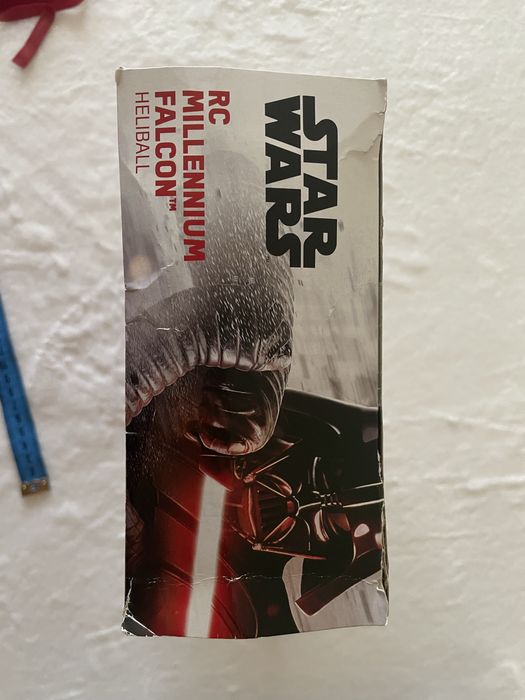 STAR
WARS
RC
MILLENNIUM
FALCON™
HELIBALL